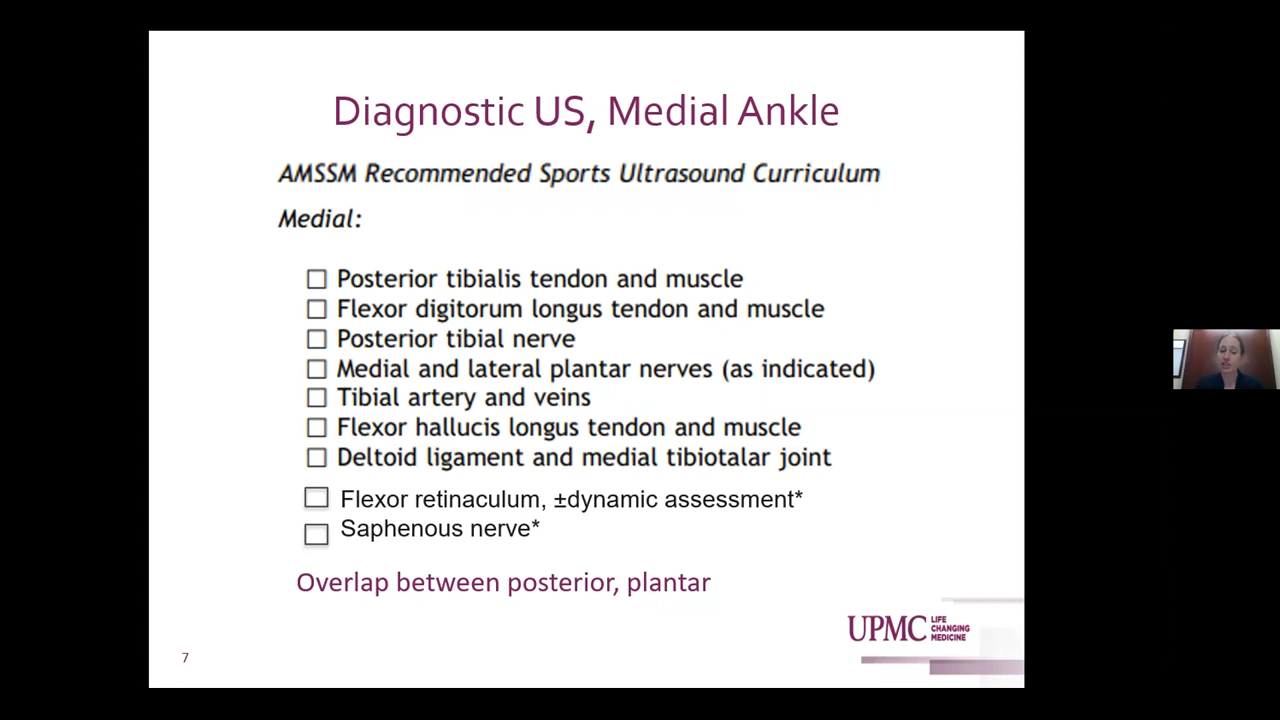 Diagnostic US, Medial Ankle
AMSSM Recommended Sports Ultrasound Curriculum
Medial:
Posterior tibialis tendon and muscle
Flexor digitorum longus tendon and muscle
Posterior tibial nerve
Medial and lateral plantar nerves (as indicated)
Tibial artery and veins
Flexor hallucis longus tendon and muscle
Deltoid ligament and medial tibiotalar joint
Flexor retinaculum, ±dynamic assessment*
Saphenous nerve*
Overlap between posterior, plantar
UPMC LIFE
CHANGING
MEDICINE
7